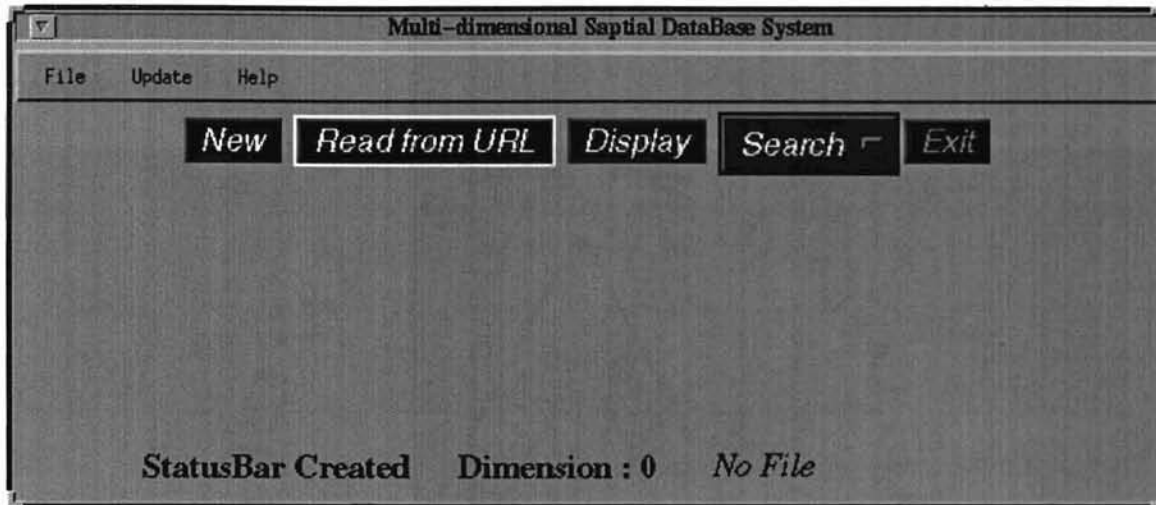 Multi-dimensional Saptial DataBase System
File Update Help
New Read from URL Display Search Exit
StatusBar Created Dimension : 0 No File